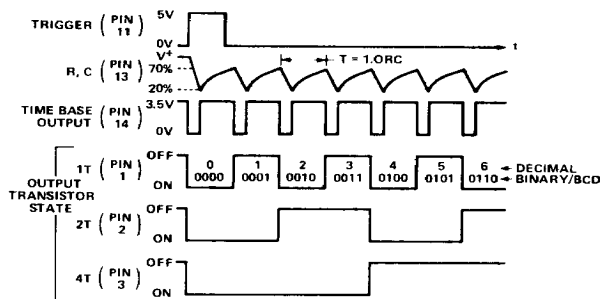 TRIGGER (PIN 11) 5V
0V
t
V+
R, C (PIN 13) 70%
20%
T = 1.0RC
TIME BASE OUTPUT (PIN 14) 3.5V
0V
OUTPUT TRANSISTOR STATE
1T (PIN 1) OFF
ON
0 1 2 3 4 5 6 DECIMAL
0000 0001 0010 0011 0100 0101 0110 BINARY/BCD
2T (PIN 2) OFF
ON
4T (PIN 3) OFF
ON